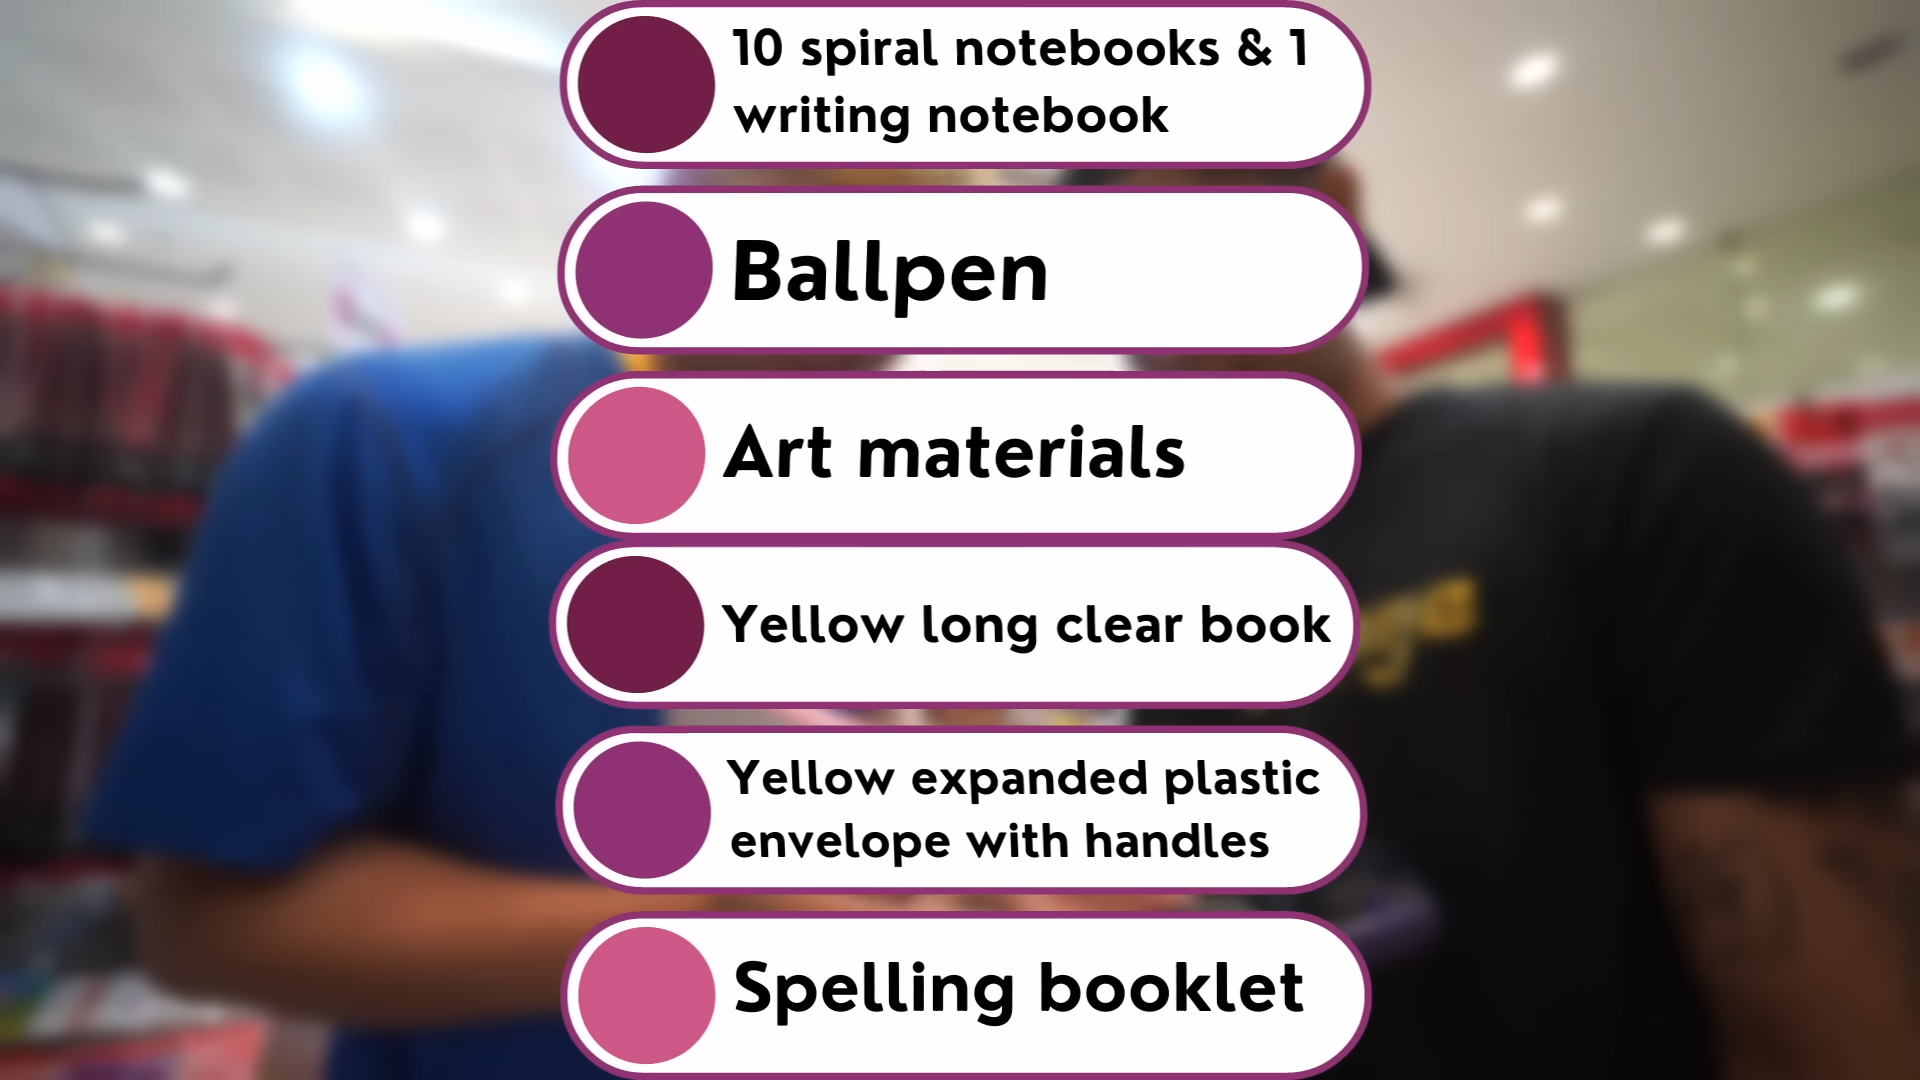 10 spiral notebooks & 1
writing notebook
Ballpen
Art materials
Yellow long clear book
Yellow expanded plastic
envelope with handles
Spelling booklet